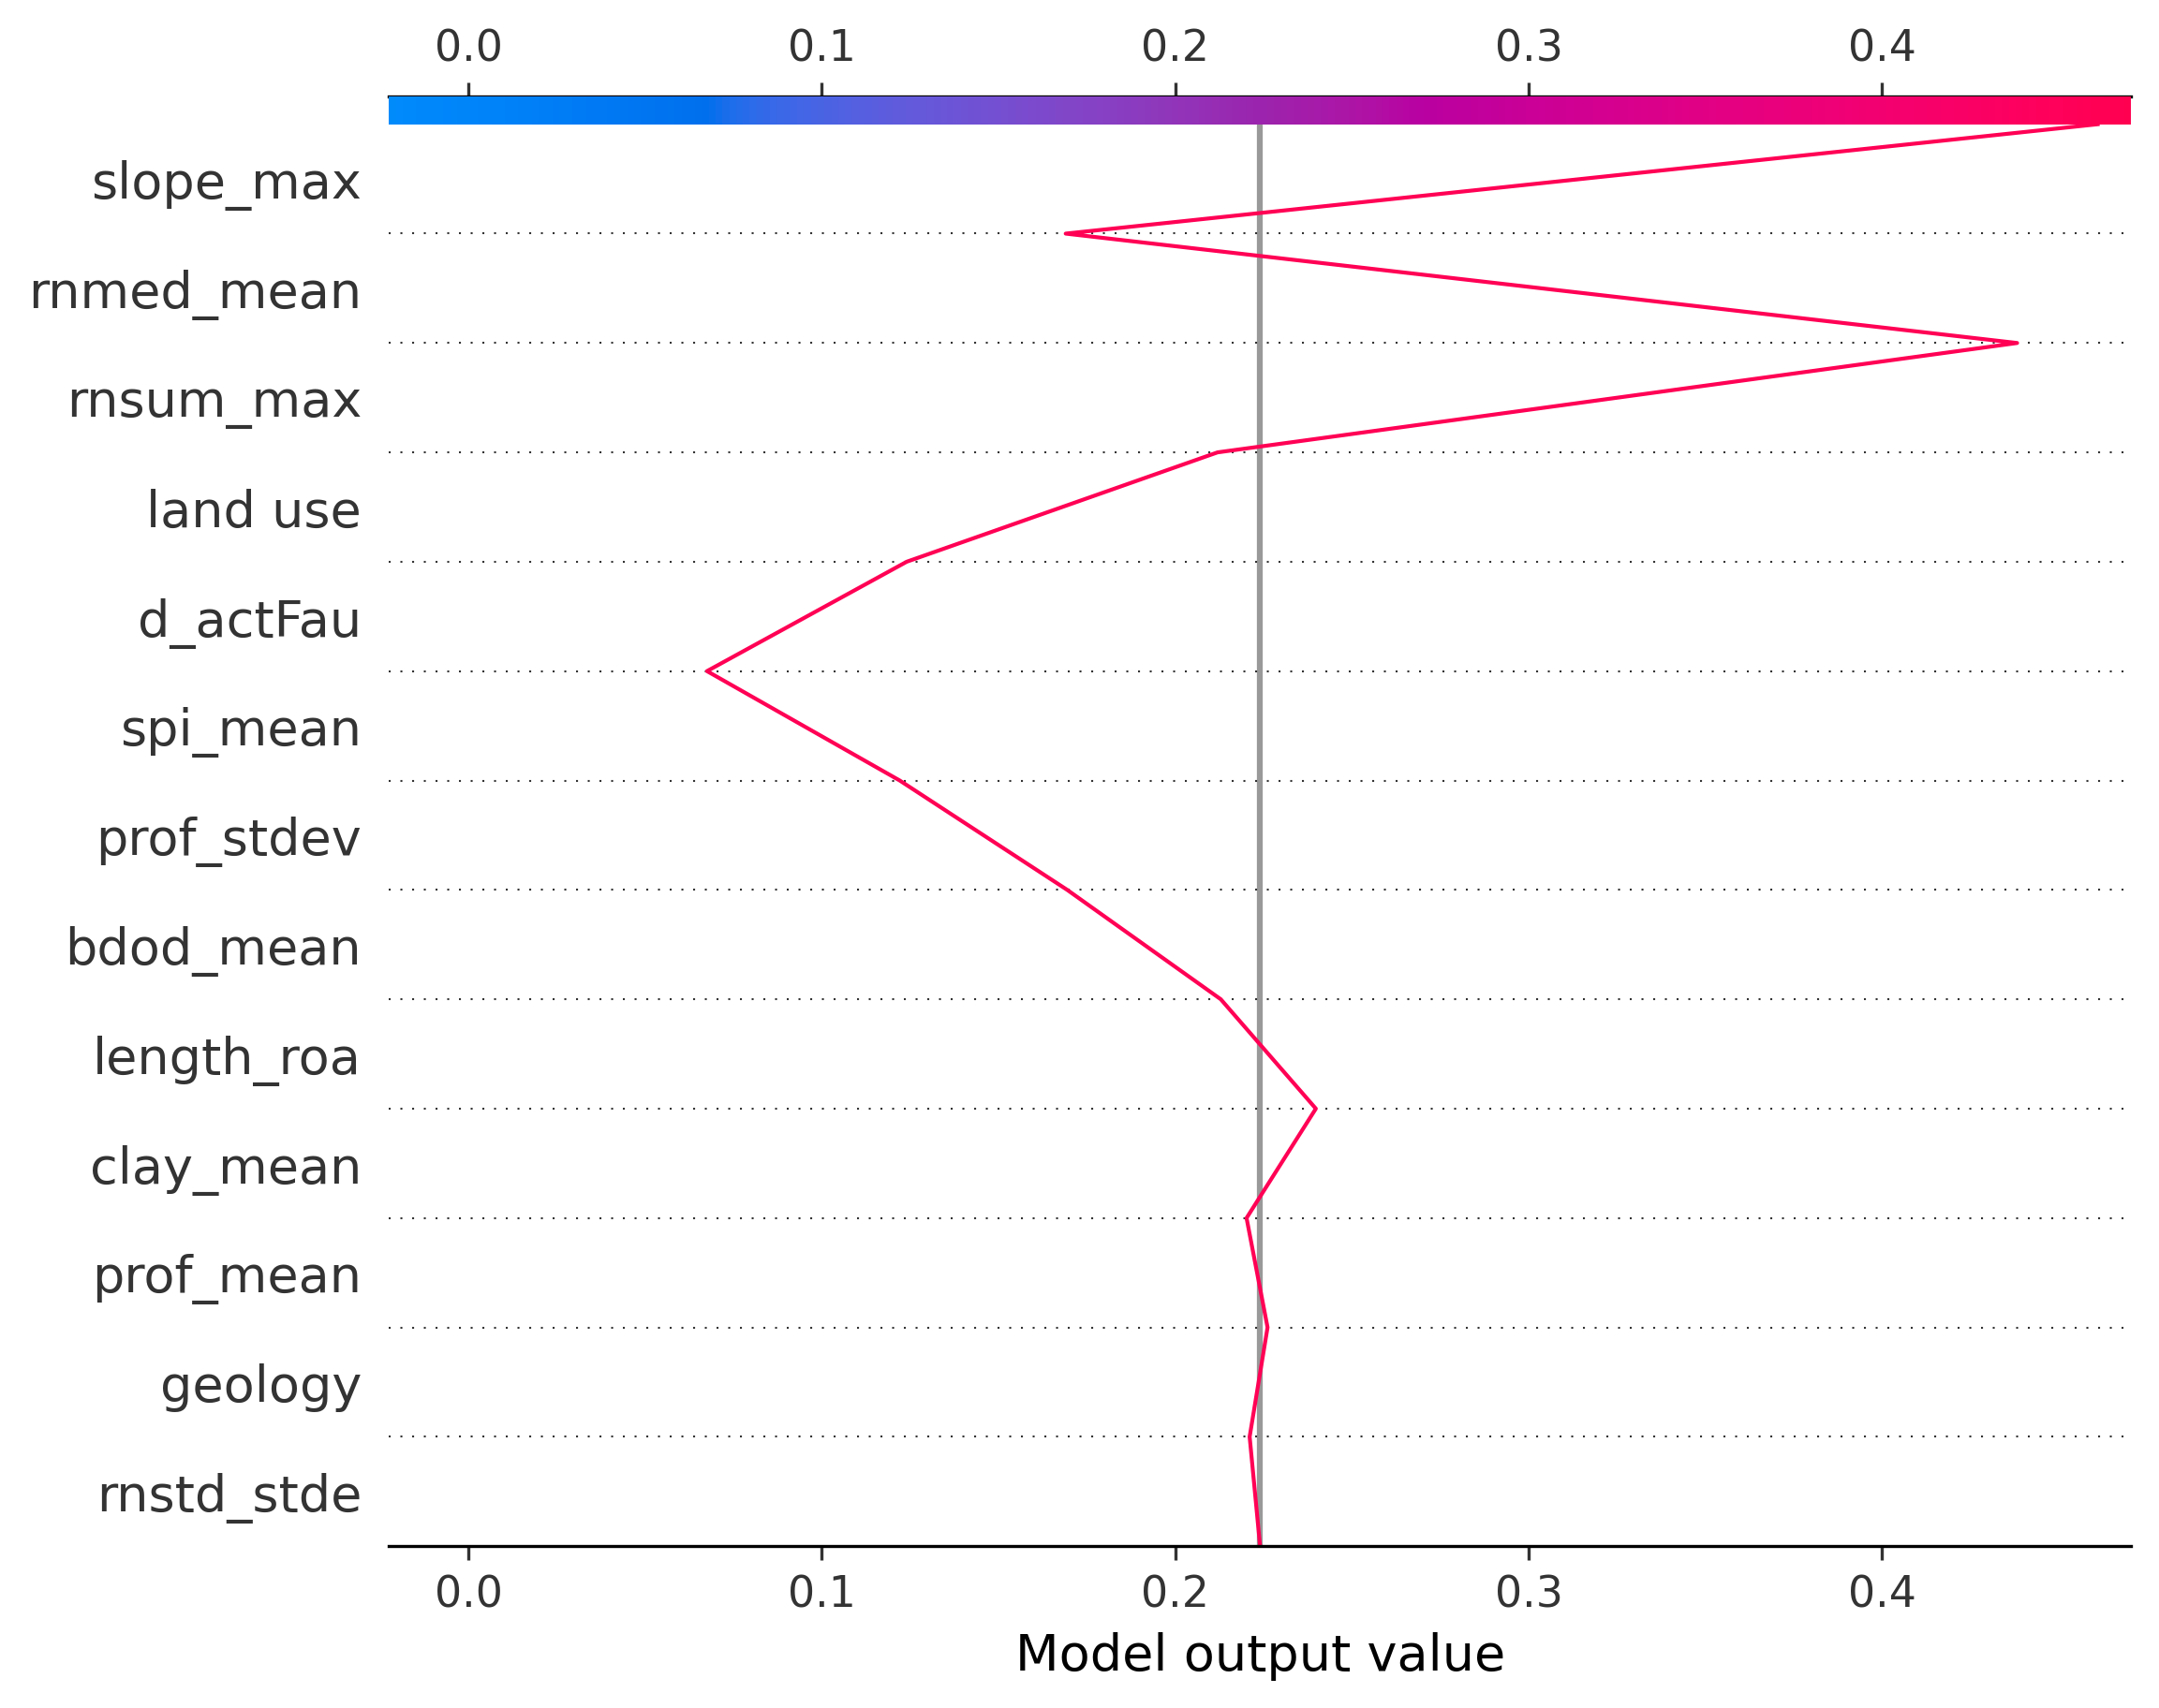 0.0 0.1 0.2 0.3 0.4
slope_max
rnmed_mean
rnsum_max
land use
d_actFau
spi_mean
prof_stdev
bdod_mean
length_roa
clay_mean
prof_mean
geology
rnstd_stde
0.0 0.1 0.2 0.3 0.4
Model output value